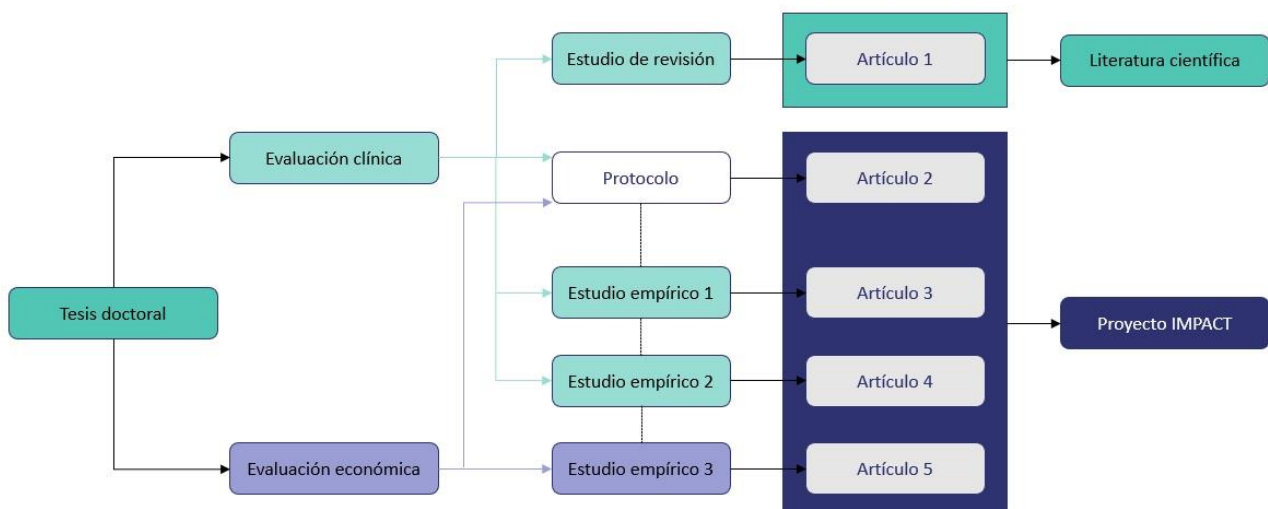 Estudio de revisión
Artículo 1
Literatura científica
Evaluación clínica
Protocolo
Artículo 2
Tesis doctoral
Estudio empírico 1
Artículo 3
Proyecto IMPACT
Estudio empírico 2
Artículo 4
Evaluación económica
Estudio empírico 3
Artículo 5